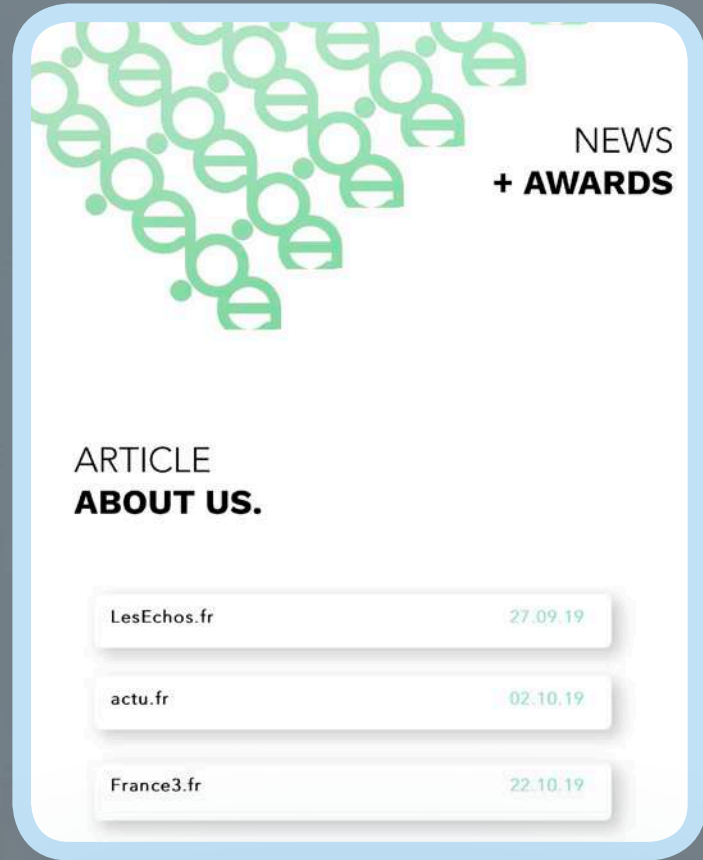 NEWS
+ AWARDS
ARTICLE
ABOUT US.
LesEchos.fr 27.09.19
actu.fr 02.10.19
France3.fr 22.10.19